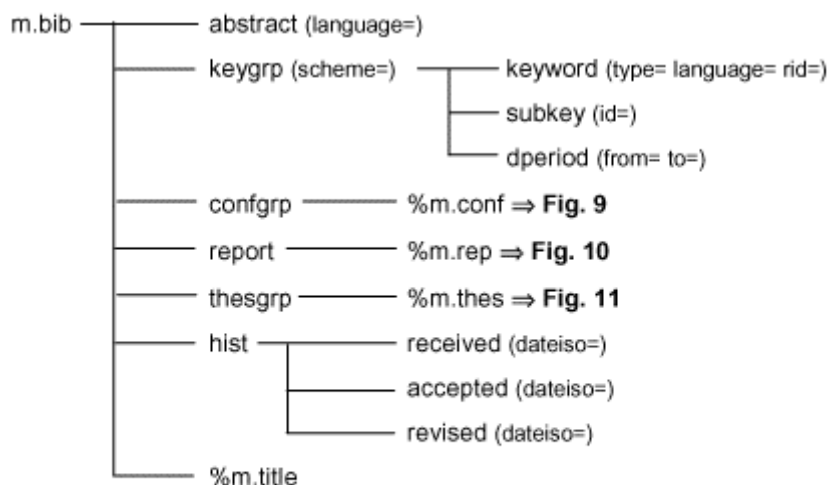 m.bib abstract (language=)
keygrp (scheme=) keyword (type= language= rid=)
subkey (id=)
dperiod (from= to=)
confgrp %m.conf ⇒ Fig. 9
report %m.rep ⇒ Fig. 10
thesgrp %m.thes ⇒ Fig. 11
hist received (dateiso=)
accepted (dateiso=)
revised (dateiso=)
%m.title